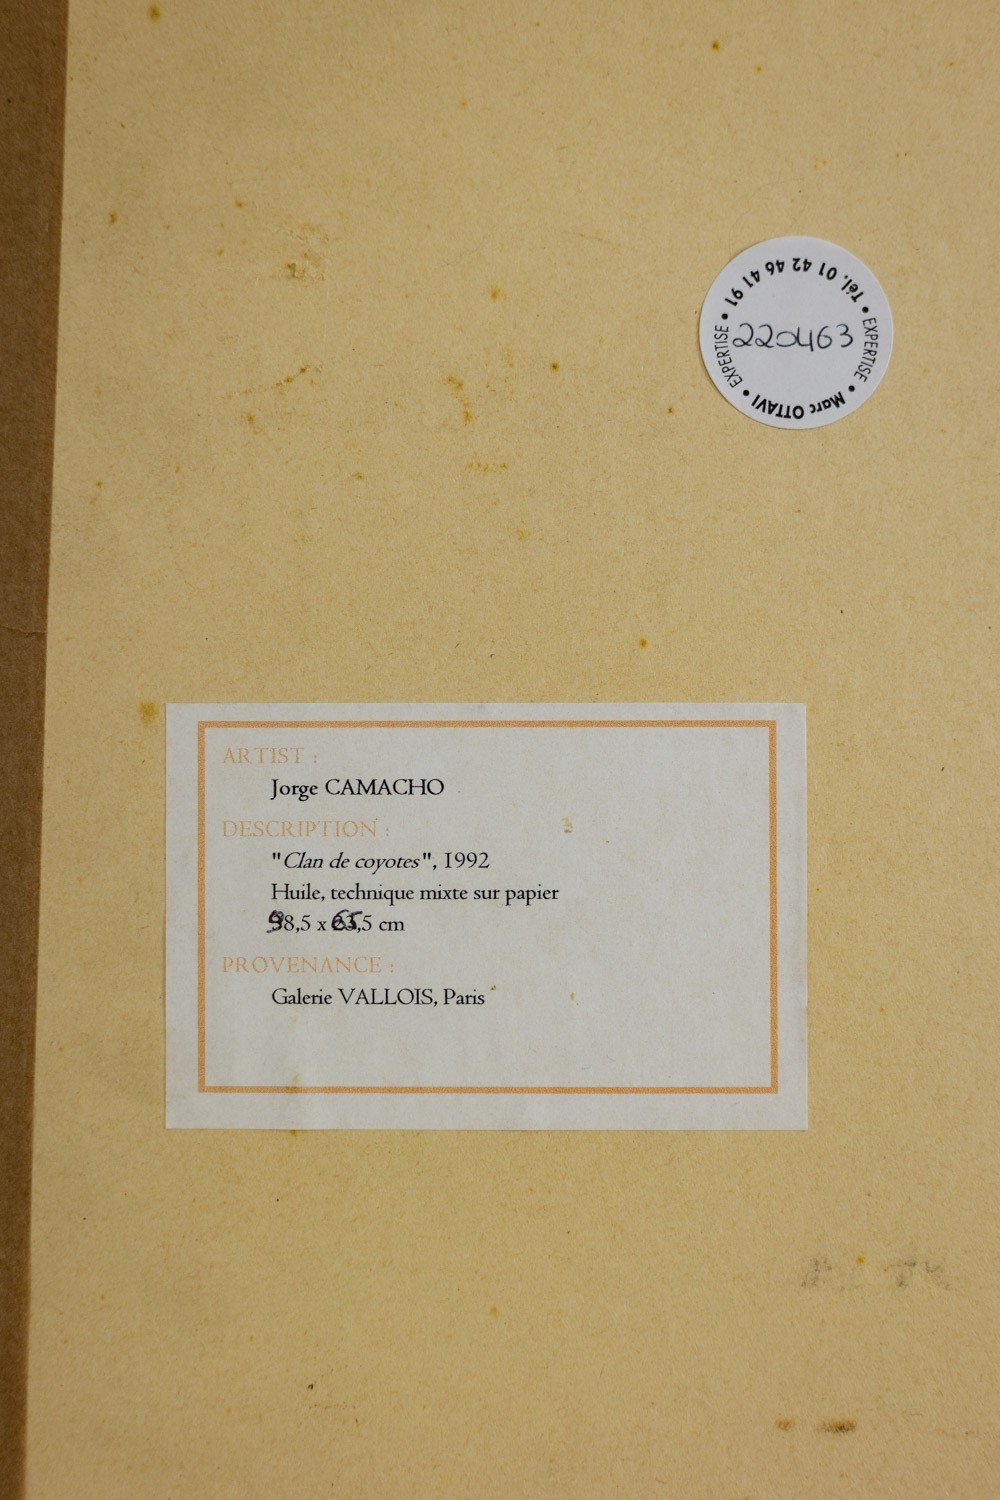 Tél. 01 42 46 41 91 • EXPERTISE • Marc OTTAVI • EXPERTISE •
220463
ARTIST :
Jorge CAMACHO
DESCRIPTION :
"Clan de coyotes", 1992
Huile, technique mixte sur papier
98,5 x 65,5 cm
PROVENANCE :
Galerie VALLOIS, Paris